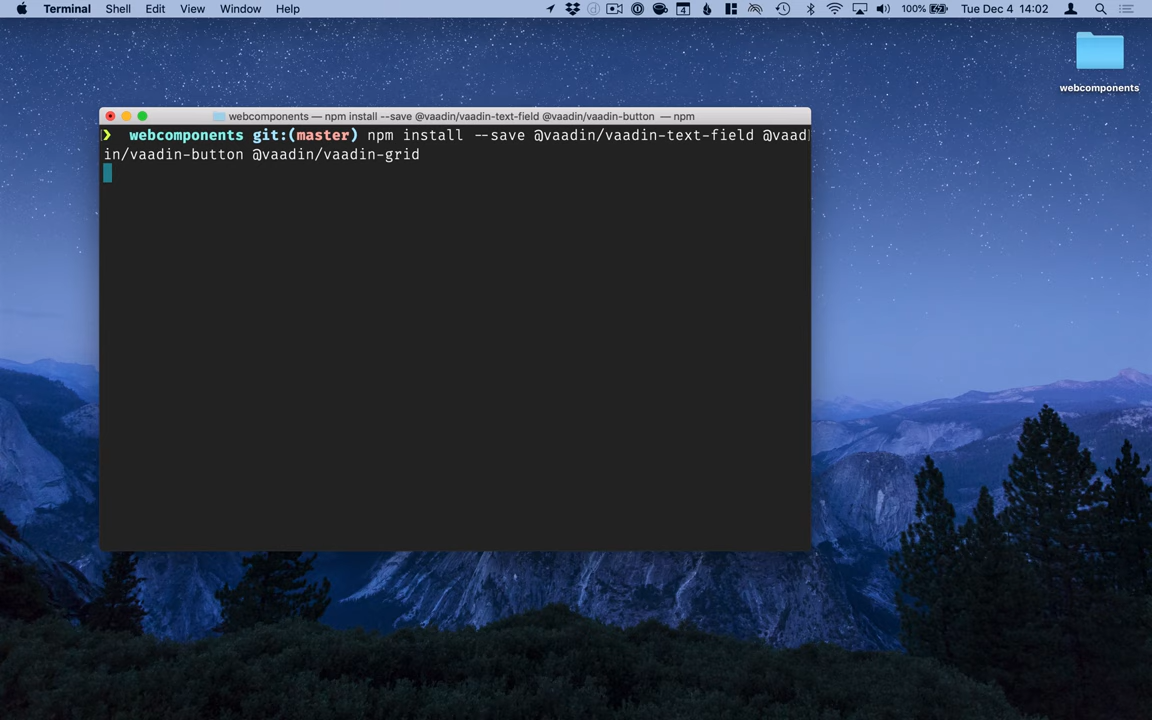 Terminal Shell Edit View Window Help 4 100% Tue Dec 4 14:02
webcomponents
webcomponents — npm install --save @vaadin/vaadin-text-field @vaadin/vaadin-button — npm
❯ webcomponents git:(master) npm install --save @vaadin/vaadin-text-field @vaad
in/vaadin-button @vaadin/vaadin-grid